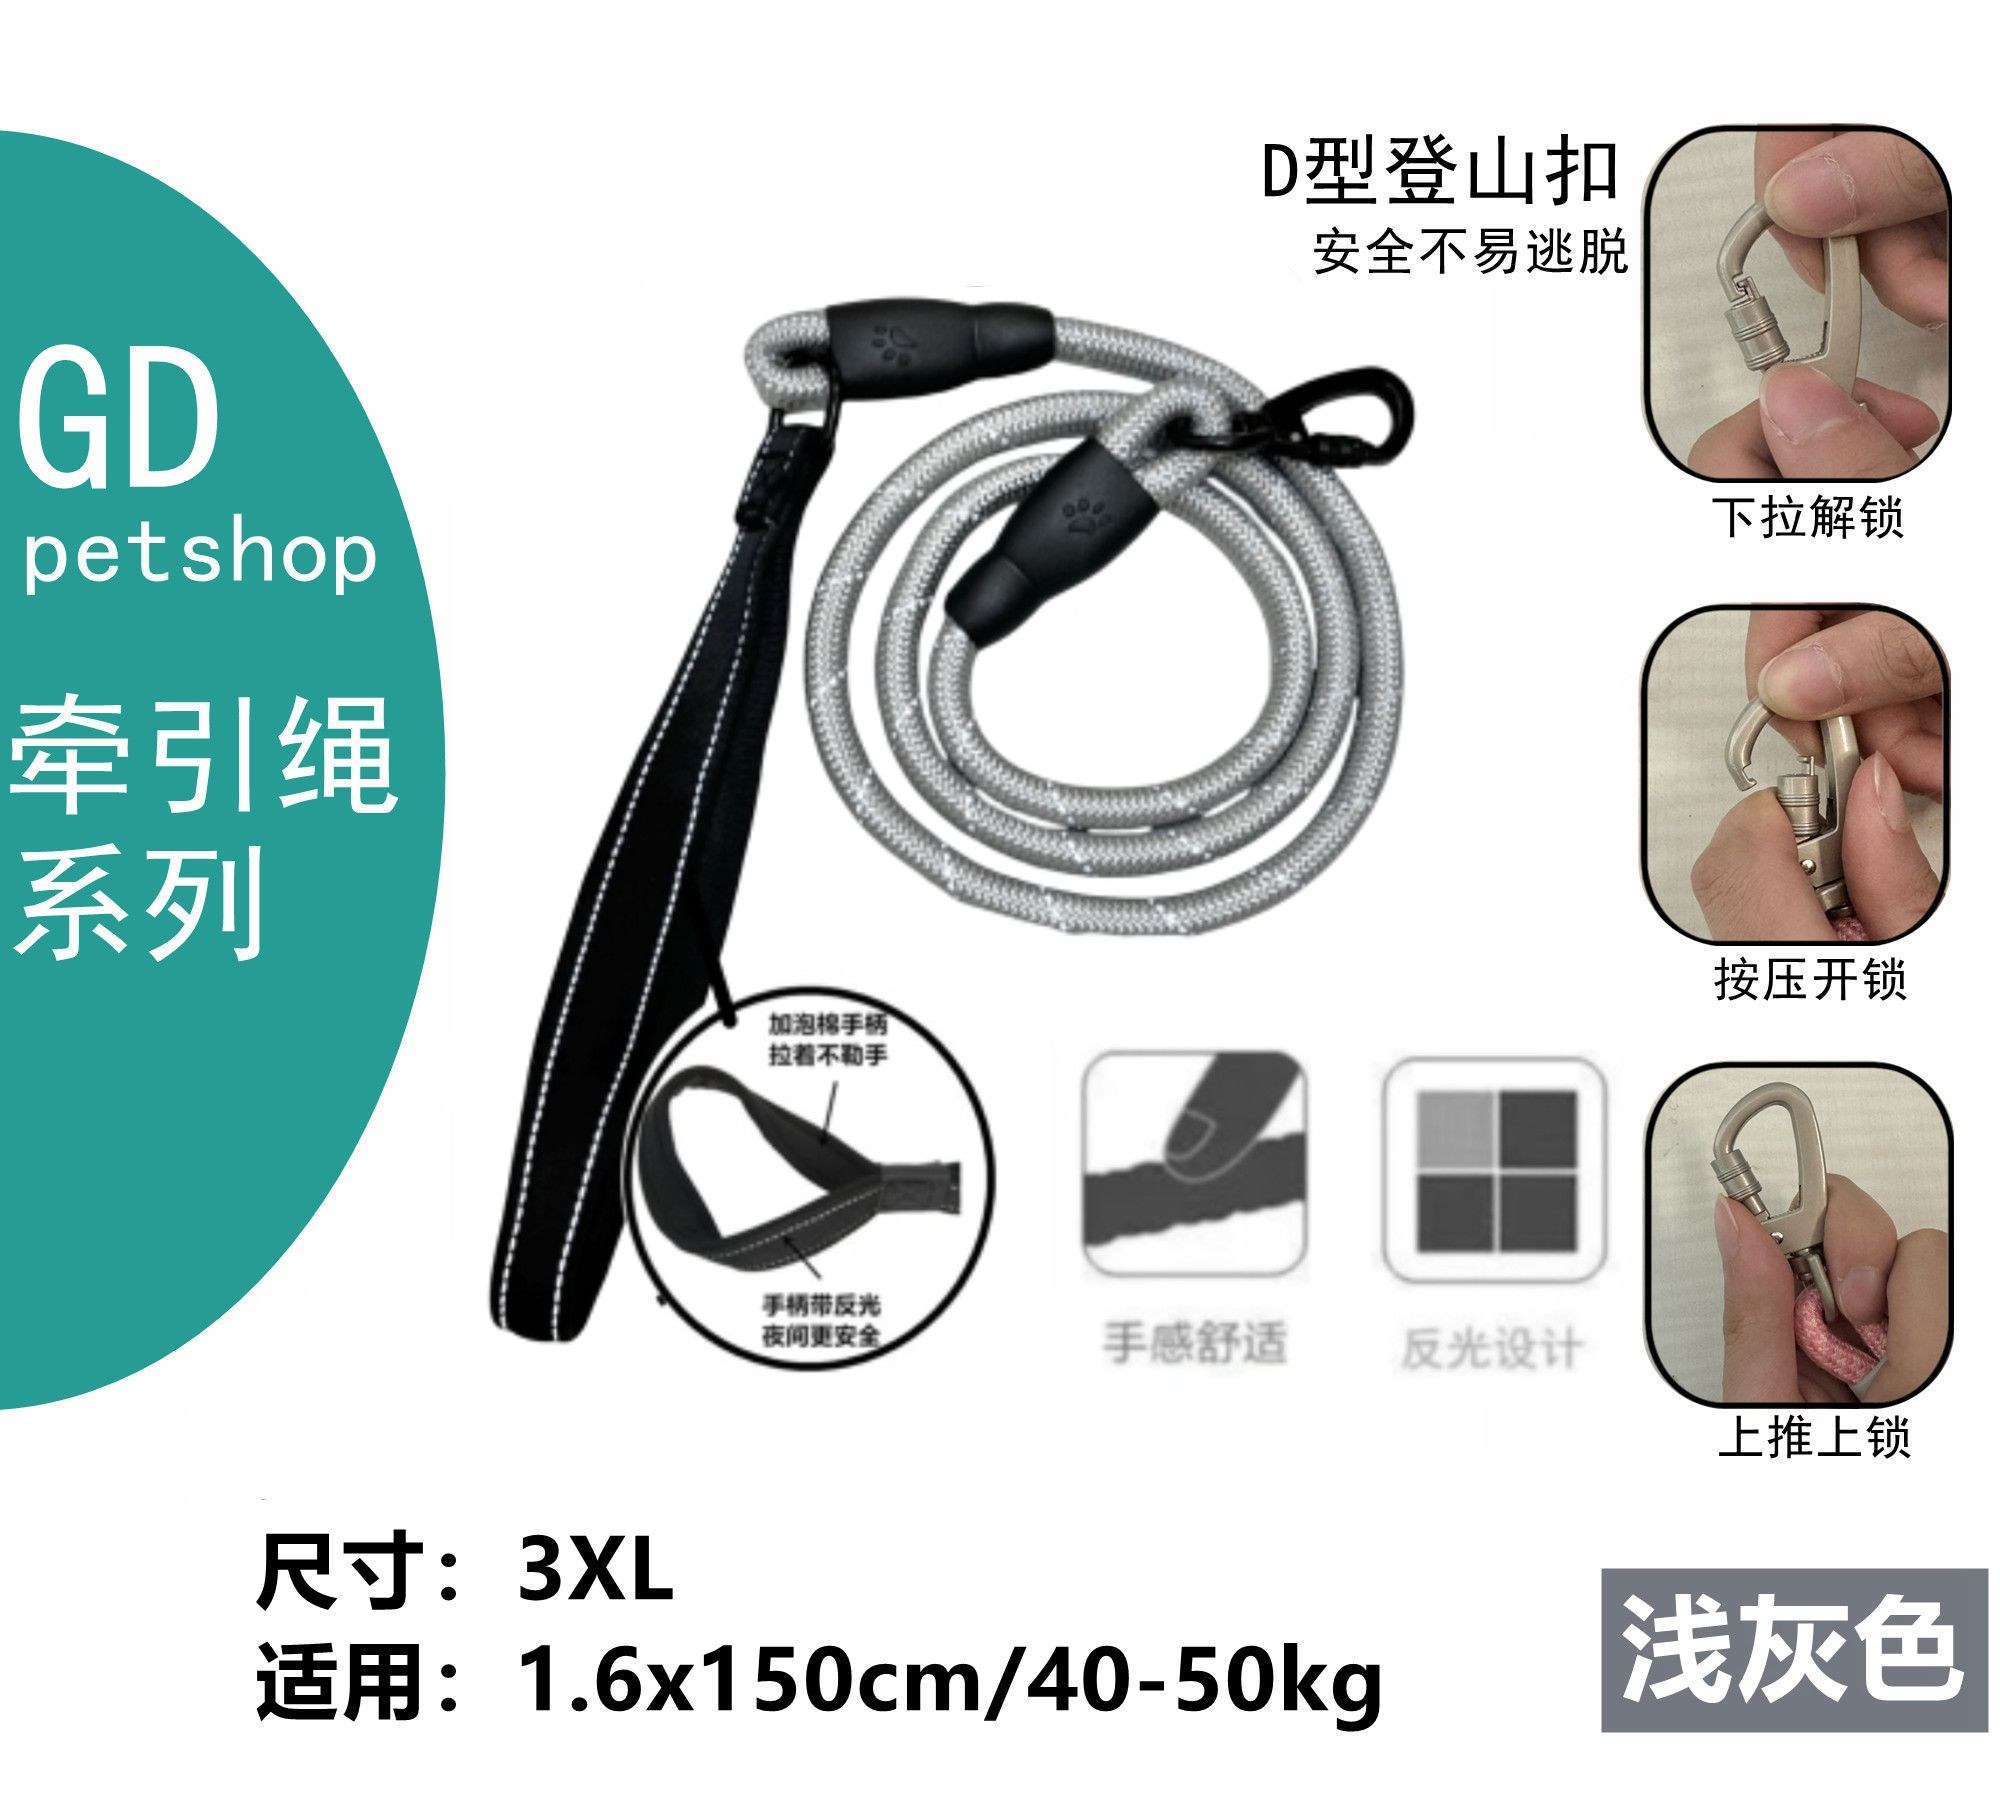 GD
petshop
牵引绳
系列
D型登山扣
安全不易逃脱
下拉解锁
按压开锁
上推上锁
加泡棉手柄
拉着不勒手
手柄带反光
夜间更安全
手感舒适
反光设计
尺寸：3XL
适用：1.6x150cm/40-50kg
浅灰色